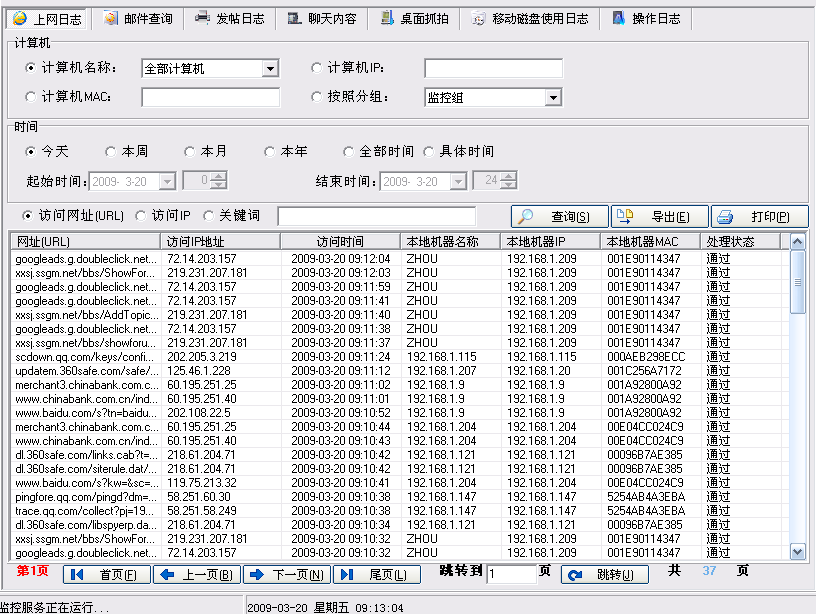 上网日志 邮件查询 发帖日志 聊天内容 桌面抓拍 移动磁盘使用日志 操作日志
计算机
计算机名称: 全部计算机 计算机IP:
计算机MAC: 按照分组: 监控组
时间
今天 本周 本月 本年 全部时间 具体时间
起始时间: 2009- 3-20 0 结束时间: 2009- 3-20 24
访问网址(URL) 访问IP 关键词 查询(S) 导出(E) 打印(P)
网址(URL) 访问IP地址 访问时间 本地机器名称 本地机器IP 本地机器MAC 处理状态
googleads.g.doubleclick.net... 72.14.203.157 2009-03-20 09:12:04 ZHOU 192.168.1.209 001E90114347 通过
xxsj.ssgm.net/bbs/ShowFor... 219.231.207.181 2009-03-20 09:12:03 ZHOU 192.168.1.209 001E90114347 通过
googleads.g.doubleclick.net... 72.14.203.157 2009-03-20 09:11:59 ZHOU 192.168.1.209 001E90114347 通过
googleads.g.doubleclick.net... 72.14.203.157 2009-03-20 09:11:41 ZHOU 192.168.1.209 001E90114347 通过
xxsj.ssgm.net/bbs/AddTopic... 219.231.207.181 2009-03-20 09:11:40 ZHOU 192.168.1.209 001E90114347 通过
googleads.g.doubleclick.net... 72.14.203.157 2009-03-20 09:11:38 ZHOU 192.168.1.209 001E90114347 通过
xxsj.ssgm.net/bbs/showforu... 219.231.207.181 2009-03-20 09:11:37 ZHOU 192.168.1.209 001E90114347 通过
scdown.qq.com/keys/confi... 202.205.3.219 2009-03-20 09:11:24 192.168.1.115 192.168.1.115 000AEB298ECC 通过
updatem.360safe.com/safe/... 125.46.1.228 2009-03-20 09:11:12 192.168.1.207 192.168.1.20 001C256A7172 通过
merchant3.chinabank.com.c... 60.195.251.25 2009-03-20 09:11:02 192.168.1.9 192.168.1.9 001A92800A92 通过
www.chinabank.com.cn/ind... 60.195.251.40 2009-03-20 09:11:01 192.168.1.9 192.168.1.9 001A92800A92 通过
www.baidu.com/s?tn=baidu... 202.108.22.5 2009-03-20 09:10:52 192.168.1.9 192.168.1.9 001A92800A92 通过
merchant3.chinabank.com.c... 60.195.251.25 2009-03-20 09:10:44 192.168.1.204 192.168.1.204 00E04CC024C9 通过
www.chinabank.com.cn/ind... 60.195.251.40 2009-03-20 09:10:43 192.168.1.204 192.168.1.204 00E04CC024C9 通过
dl.360safe.com/links.cab?t=... 218.61.204.71 2009-03-20 09:10:42 192.168.1.121 192.168.1.121 00096B7AE385 通过
dl.360safe.com/siterule.dat/... 218.61.204.71 2009-03-20 09:10:42 192.168.1.121 192.168.1.121 00096B7AE385 通过
www.baidu.com/s?kw=&sc=... 119.75.213.32 2009-03-20 09:10:41 192.168.1.204 192.168.1.204 00E04CC024C9 通过
pingfore.qq.com/pingd?dm=... 58.251.60.30 2009-03-20 09:10:38 192.168.1.147 192.168.1.147 5254AB4A3EBA 通过
trace.qq.com/collect?pj=19... 58.251.58.249 2009-03-20 09:10:38 192.168.1.147 192.168.1.147 5254AB4A3EBA 通过
dl.360safe.com/libspyerp.da... 218.61.204.71 2009-03-20 09:10:34 192.168.1.121 192.168.1.121 00096B7AE385 通过
xxsj.ssgm.net/bbs/ShowFor... 219.231.207.181 2009-03-20 09:10:32 ZHOU 192.168.1.209 001E90114347 通过
googleads.g.doubleclick.net... 72.14.203.157 2009-03-20 09:10:32 ZHOU 192.168.1.209 001E90114347 通过
第1页 首页(F) 上一页(B) 下一页(N) 尾页(L) 跳转到 1 页 跳转(J) 共 37 页
监控服务正在运行... 2009-03-20 星期五 09:13:04